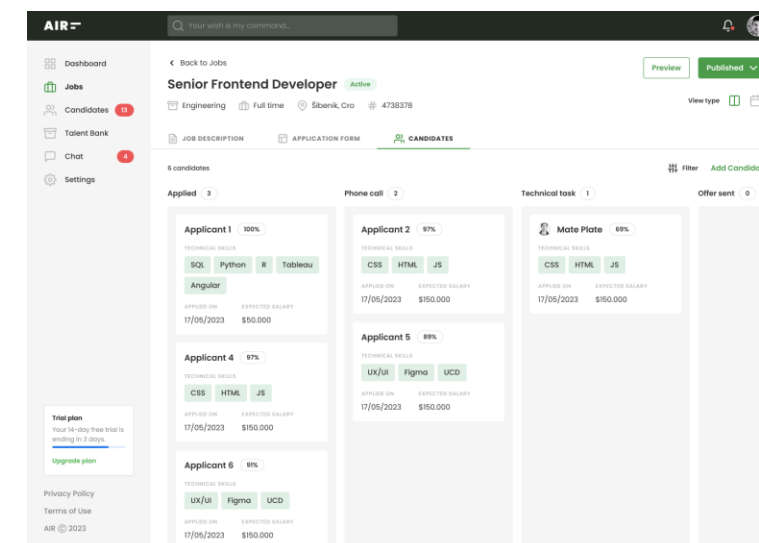 AIR
Your wish is my command...
Dashboard
Jobs
Candidates 13
Talent Bank
Chat 4
Settings
Trial plan
Your 14-day free trial is
ending in 3 days.
Upgrade plan
Privacy Policy
Terms of Use
AIR © 2023
Back to Jobs
Senior Frontend Developer Active
Engineering Full time Šibenik, Cro # 4738378
Preview Published
View type
JOB DESCRIPTION APPLICATION FORM CANDIDATES
6 candidates
Filter Add Candida
Applied 3
Applicant 1 100%
TECHNICAL SKILLS
SQL Python R Tableau
Angular
APPLIED ON EXPECTED SALARY
17/05/2023 $50.000
Applicant 4 97%
TECHNICAL SKILLS
CSS HTML JS
APPLIED ON EXPECTED SALARY
17/05/2023 $150.000
Applicant 6 91%
TECHNICAL SKILLS
UX/UI Figma UCD
APPLIED ON EXPECTED SALARY
17/05/2023 $150.000
Phone call 2
Applicant 2 97%
TECHNICAL SKILLS
CSS HTML JS
APPLIED ON EXPECTED SALARY
17/05/2023 $150.000
Applicant 5 89%
TECHNICAL SKILLS
UX/UI Figma UCD
APPLIED ON EXPECTED SALARY
17/05/2023 $150.000
Technical task 1
Mate Plate 69%
TECHNICAL SKILLS
CSS HTML JS
APPLIED ON EXPECTED SALARY
17/05/2023 $150.000
Offer sent 0